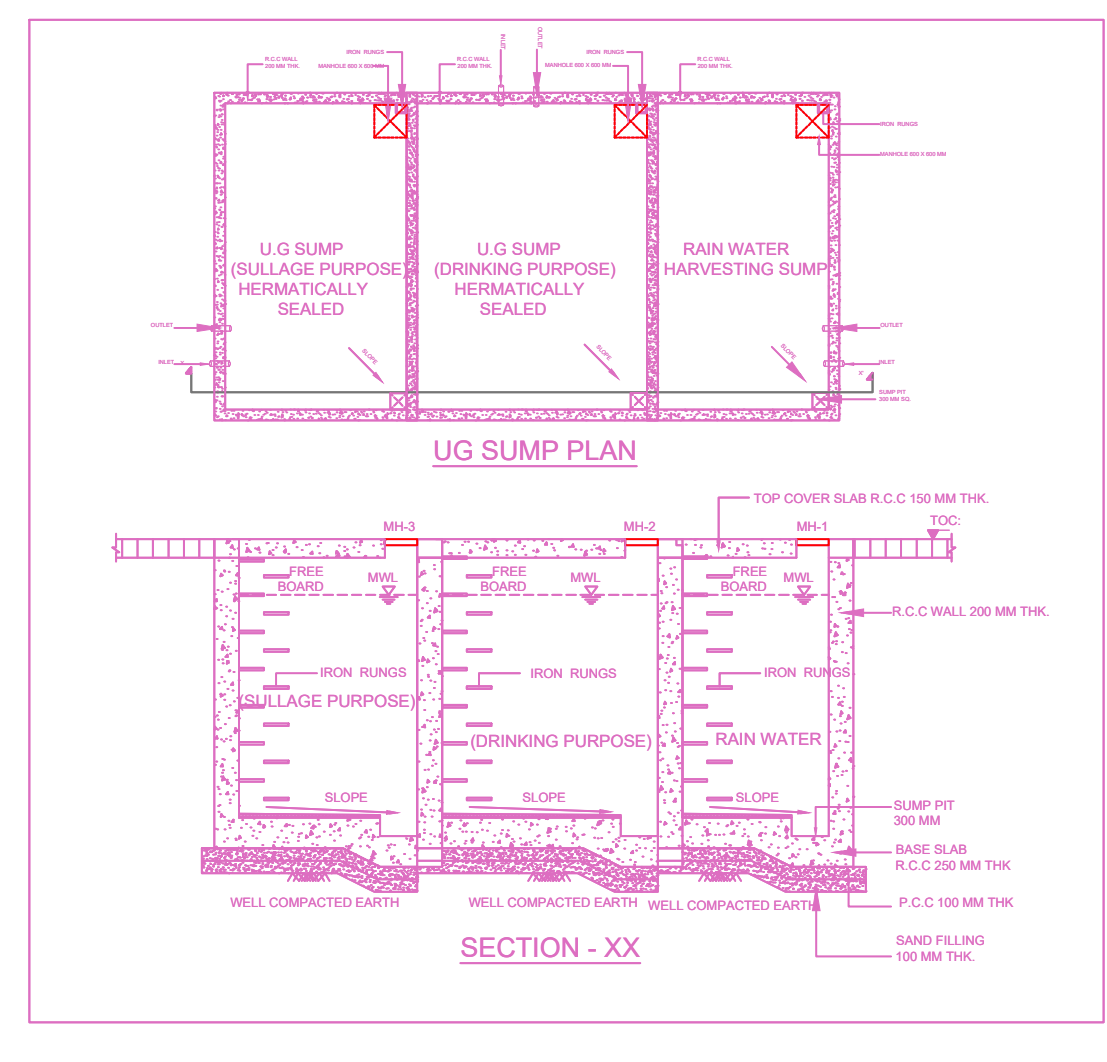 IRON RUNGS
R.C.C WALL
200 MM THK.
MANHOLE 600 X 600 MM
INLET
OUTLET
IRON RUNGS
R.C.C WALL
200 MM THK.
MANHOLE 600 X 600 MM
R.C.C WALL
200 MM THK.
IRON RUNGS
MANHOLE 600 X 600 MM
U.G SUMP
(SULLAGE PURPOSE)
HERMATICALLY
SEALED
U.G SUMP
(DRINKING PURPOSE)
HERMATICALLY
SEALED
RAIN WATER
HARVESTING SUMP
OUTLET
INLET
X
SLOPE
SLOPE
SLOPE
OUTLET
INLET
X'
SUMP PIT
300 MM SQ.
UG SUMP PLAN
TOP COVER SLAB R.C.C 150 MM THK.
MH-3
MH-2
MH-1
TOC:
FREE
BOARD
MWL
FREE
BOARD
MWL
FREE
BOARD
MWL
R.C.C WALL 200 MM THK.
IRON RUNGS
IRON RUNGS
IRON RUNGS
(SULLAGE PURPOSE)
(DRINKING PURPOSE)
RAIN WATER
SLOPE
SLOPE
SLOPE
SUMP PIT
300 MM
BASE SLAB
R.C.C 250 MM THK
WELL COMPACTED EARTH
WELL COMPACTED EARTH
WELL COMPACTED EARTH
P.C.C 100 MM THK
SAND FILLING
100 MM THK.
SECTION - XX